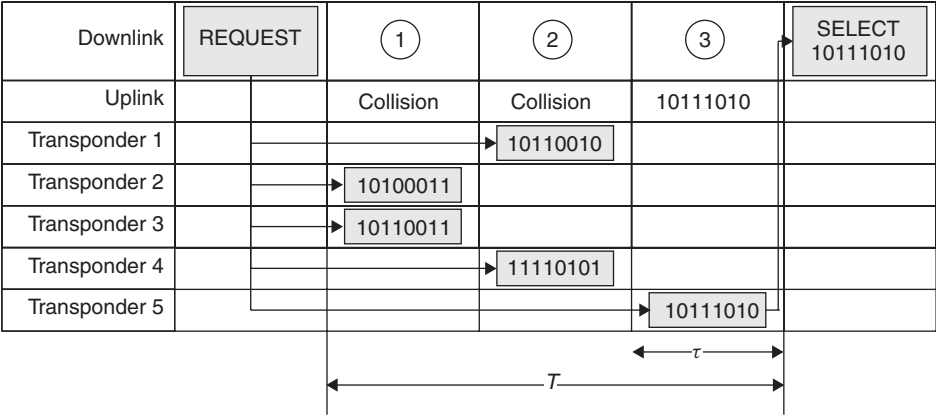 Downlink REQUEST 1 2 3 SELECT
10111010
Uplink Collision Collision 10111010
Transponder 1 10110010
Transponder 2 10100011
Transponder 3 10110011
Transponder 4 11110101
Transponder 5 10111010
τ
T